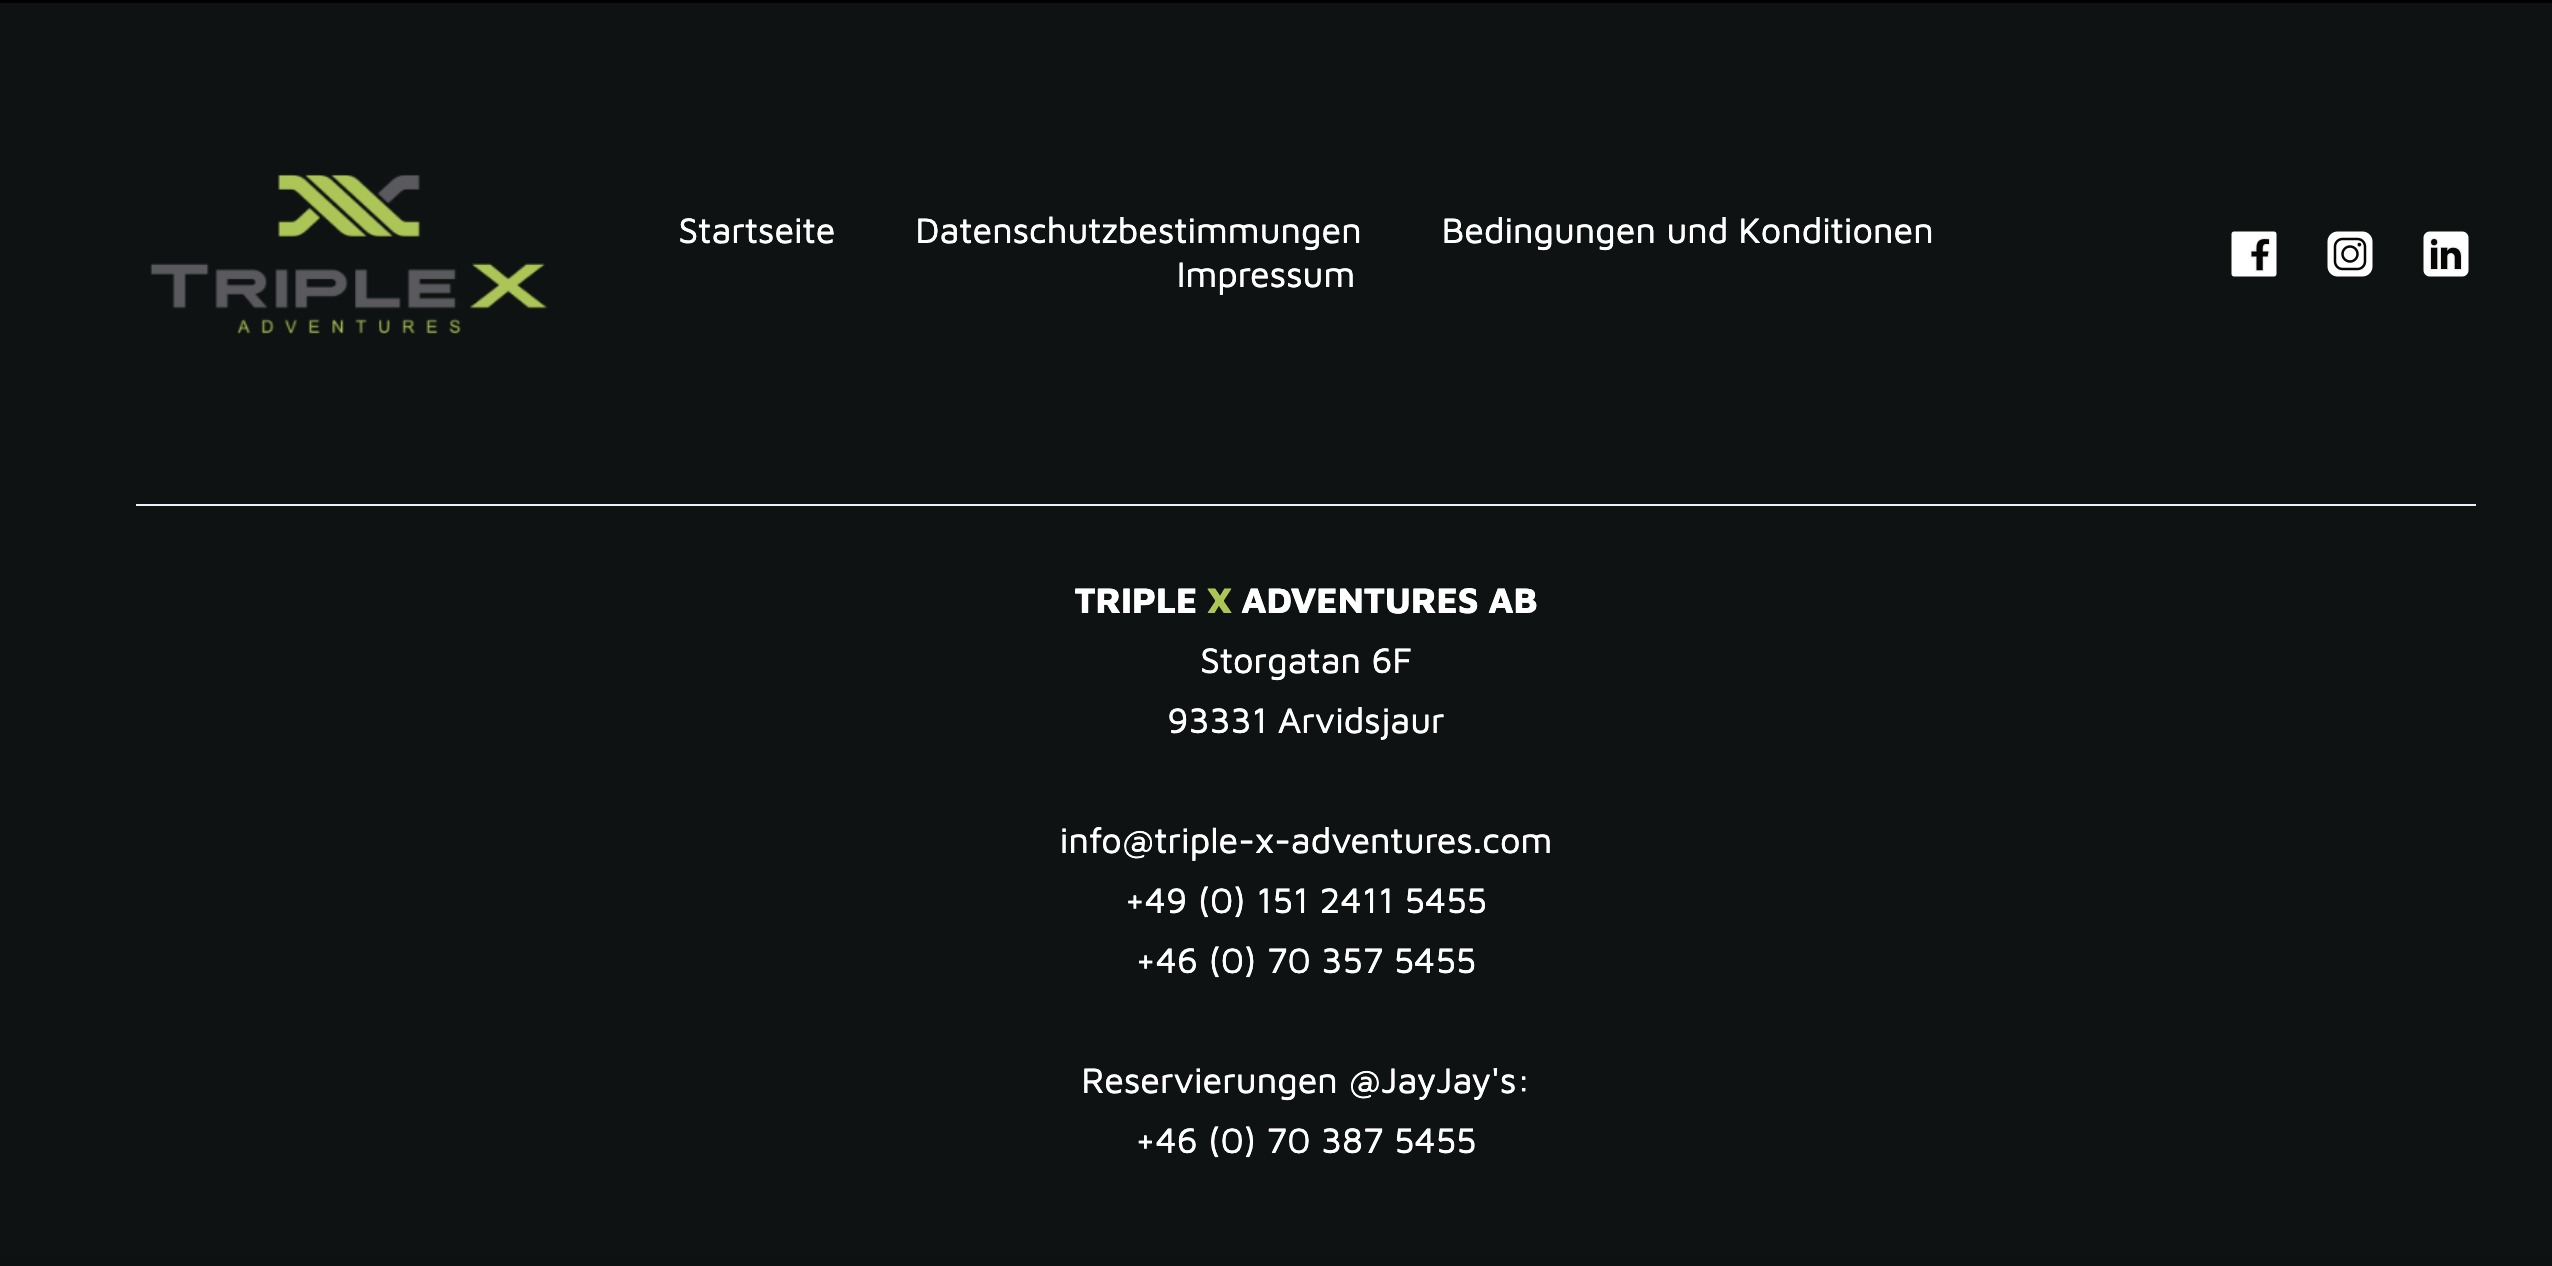 TRIPLE X
ADVENTURES
Startseite Datenschutzbestimmungen Bedingungen und Konditionen
Impressum
TRIPLE X ADVENTURES AB
Storgatan 6F
93331 Arvidsjaur
info@triple-x-adventures.com
+49 (0) 151 2411 5455
+46 (0) 70 357 5455
Reservierungen @JayJay's:
+46 (0) 70 387 5455